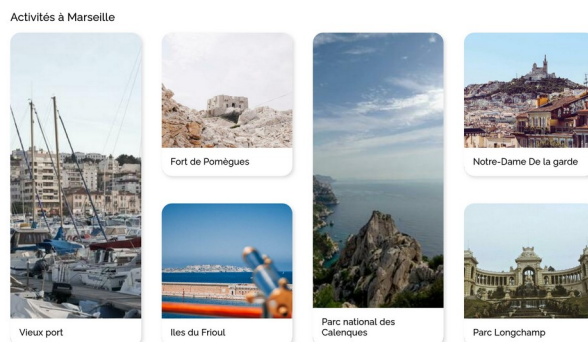 Activités à Marseille
Vieux port
Fort de Pomègues
Iles du Frioul
Parc national des
Calenques
Notre-Dame De la garde
Parc Longchamp